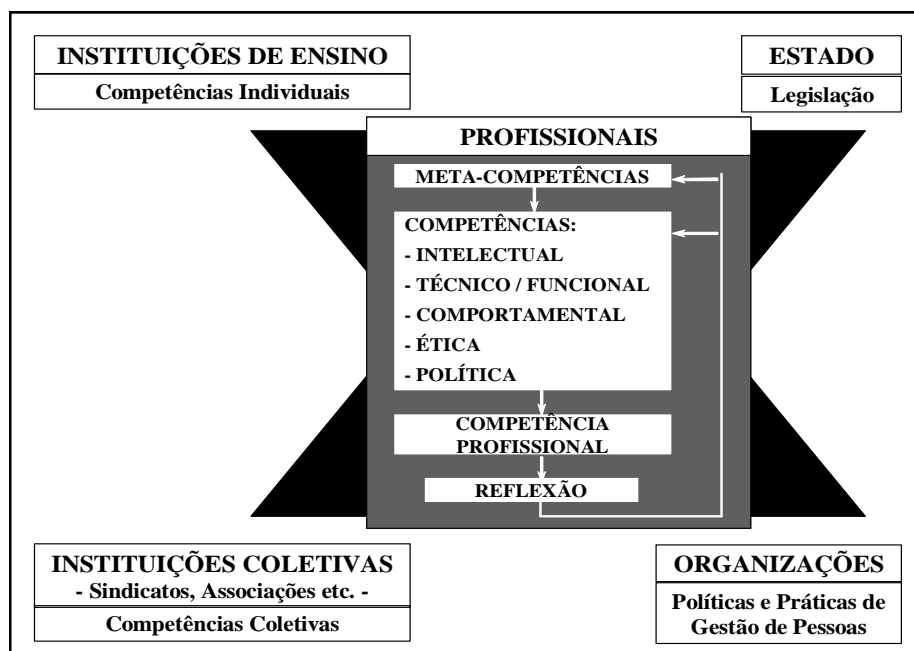 INSTITUIÇÕES DE ENSINO
Competências Individuais
ESTADO
Legislação
PROFISSIONAIS
META-COMPETÊNCIAS
COMPETÊNCIAS:
- INTELECTUAL
- TÉCNICO / FUNCIONAL
- COMPORTAMENTAL
- ÉTICA
- POLÍTICA
COMPETÊNCIA
PROFISSIONAL
REFLEXÃO
INSTITUIÇÕES COLETIVAS
- Sindicatos, Associações etc. -
Competências Coletivas
ORGANIZAÇÕES
Políticas e Práticas de
Gestão de Pessoas